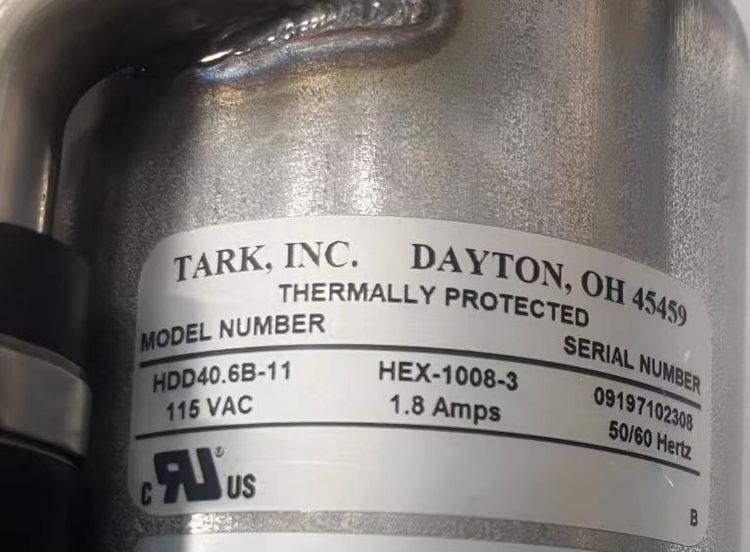 TARK, INC. DAYTON, OH 45459
THERMALLY PROTECTED
MODEL NUMBER SERIAL NUMBER
HDD40.6B-11 HEX-1008-3 09197102308
115 VAC 1.8 Amps 50/60 Hertz
C RU® US
B